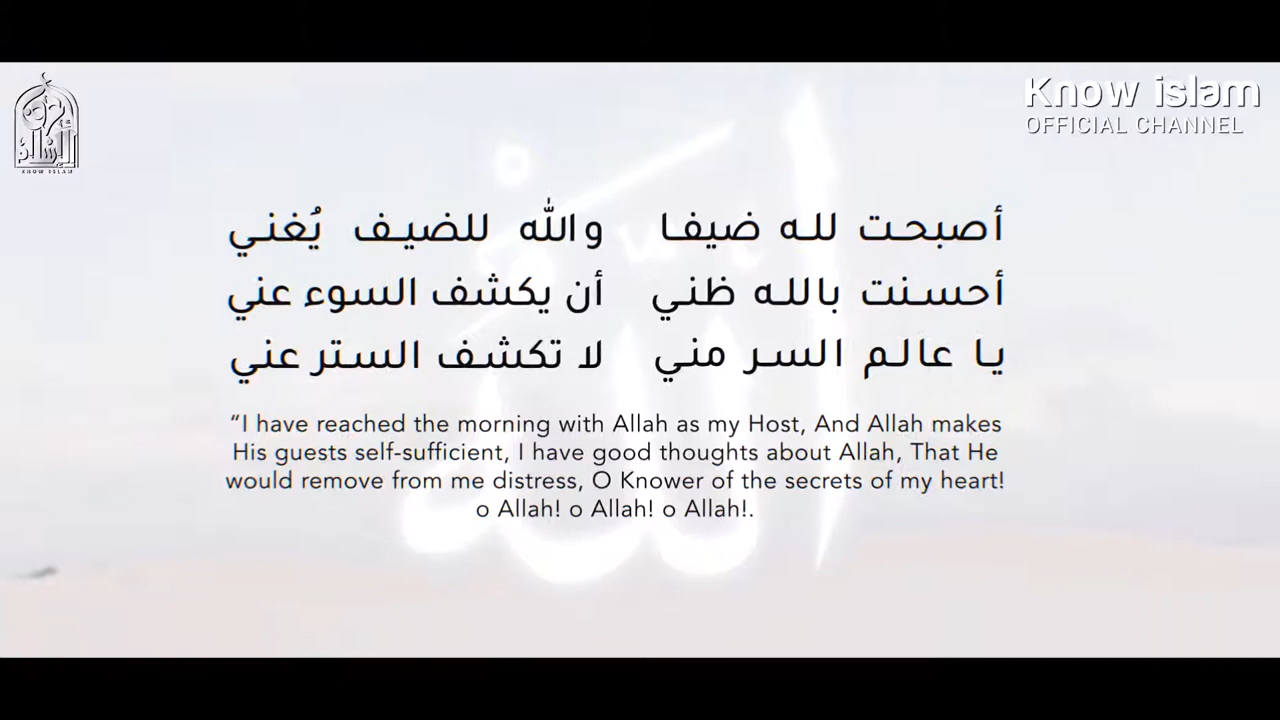 Know islam
OFFICIAL CHANNEL
KNOW ISLAM
أصبحت لله ضيفا والله للضيف يُغني
أحسنت بالله ظني أن يكشف السوء عني
يا عالم السر مني لا تكشف الستر عني
“I have reached the morning with Allah as my Host, And Allah makes
His guests self-sufficient, I have good thoughts about Allah, That He
would remove from me distress, O Knower of the secrets of my heart!
o Allah! o Allah! o Allah!.
الله